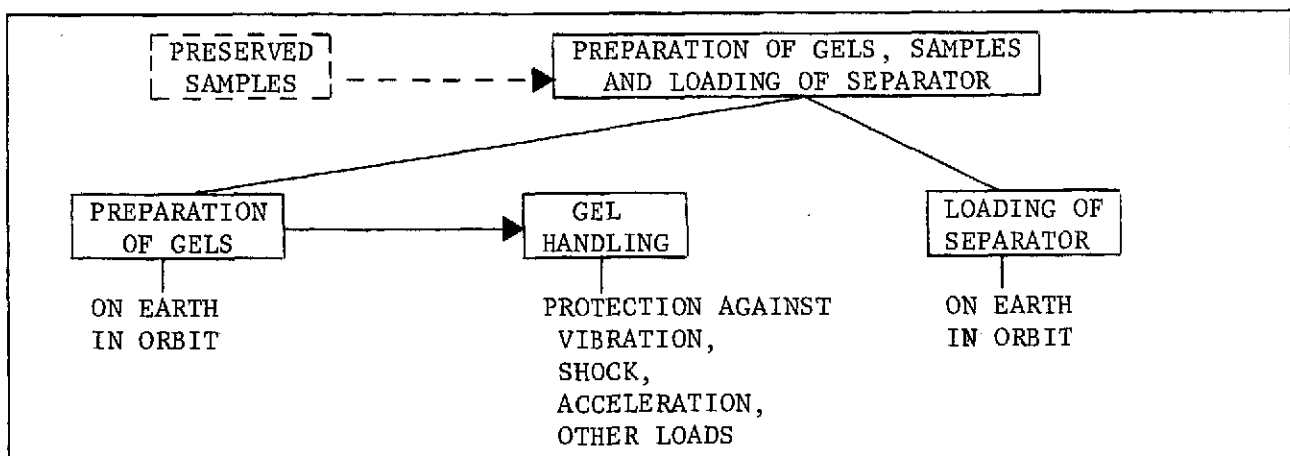 PRESERVED
SAMPLES
PREPARATION OF GELS, SAMPLES
AND LOADING OF SEPARATOR
PREPARATION
OF GELS
GEL
HANDLING
LOADING OF
SEPARATOR
ON EARTH
IN ORBIT
PROTECTION AGAINST
VIBRATION,
SHOCK,
ACCELERATION,
OTHER LOADS
ON EARTH
IN ORBIT